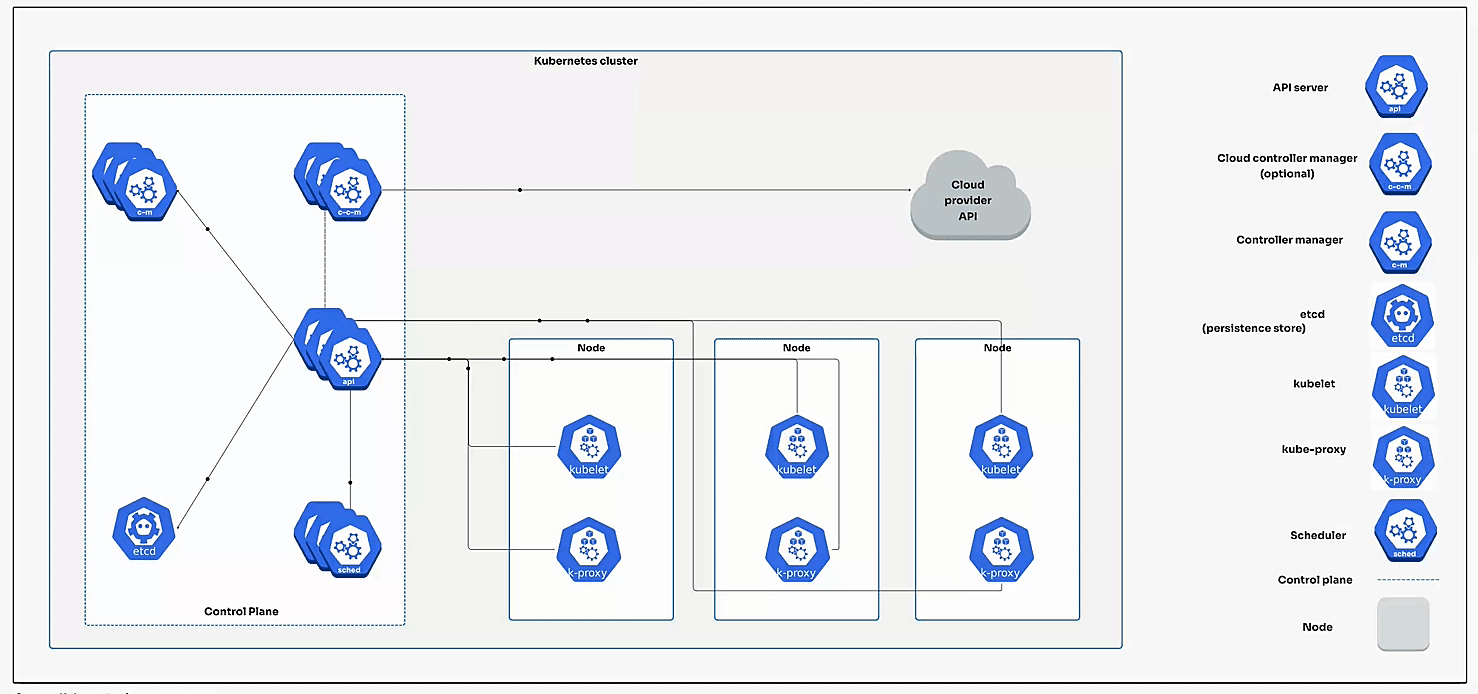 Kubernetes cluster
c-m
c-c-m
Cloud
provider
API
api
etcd
sched
Control Plane
Node
kubelet
k-proxy
Node
kubelet
k-proxy
Node
kubelet
k-proxy
API server
api
Cloud controller manager
(optional)
c-c-m
Controller manager
c-m
etcd
(persistence store)
etcd
kubelet
kubelet
kube-proxy
k-proxy
Scheduler
sched
Control plane
Node